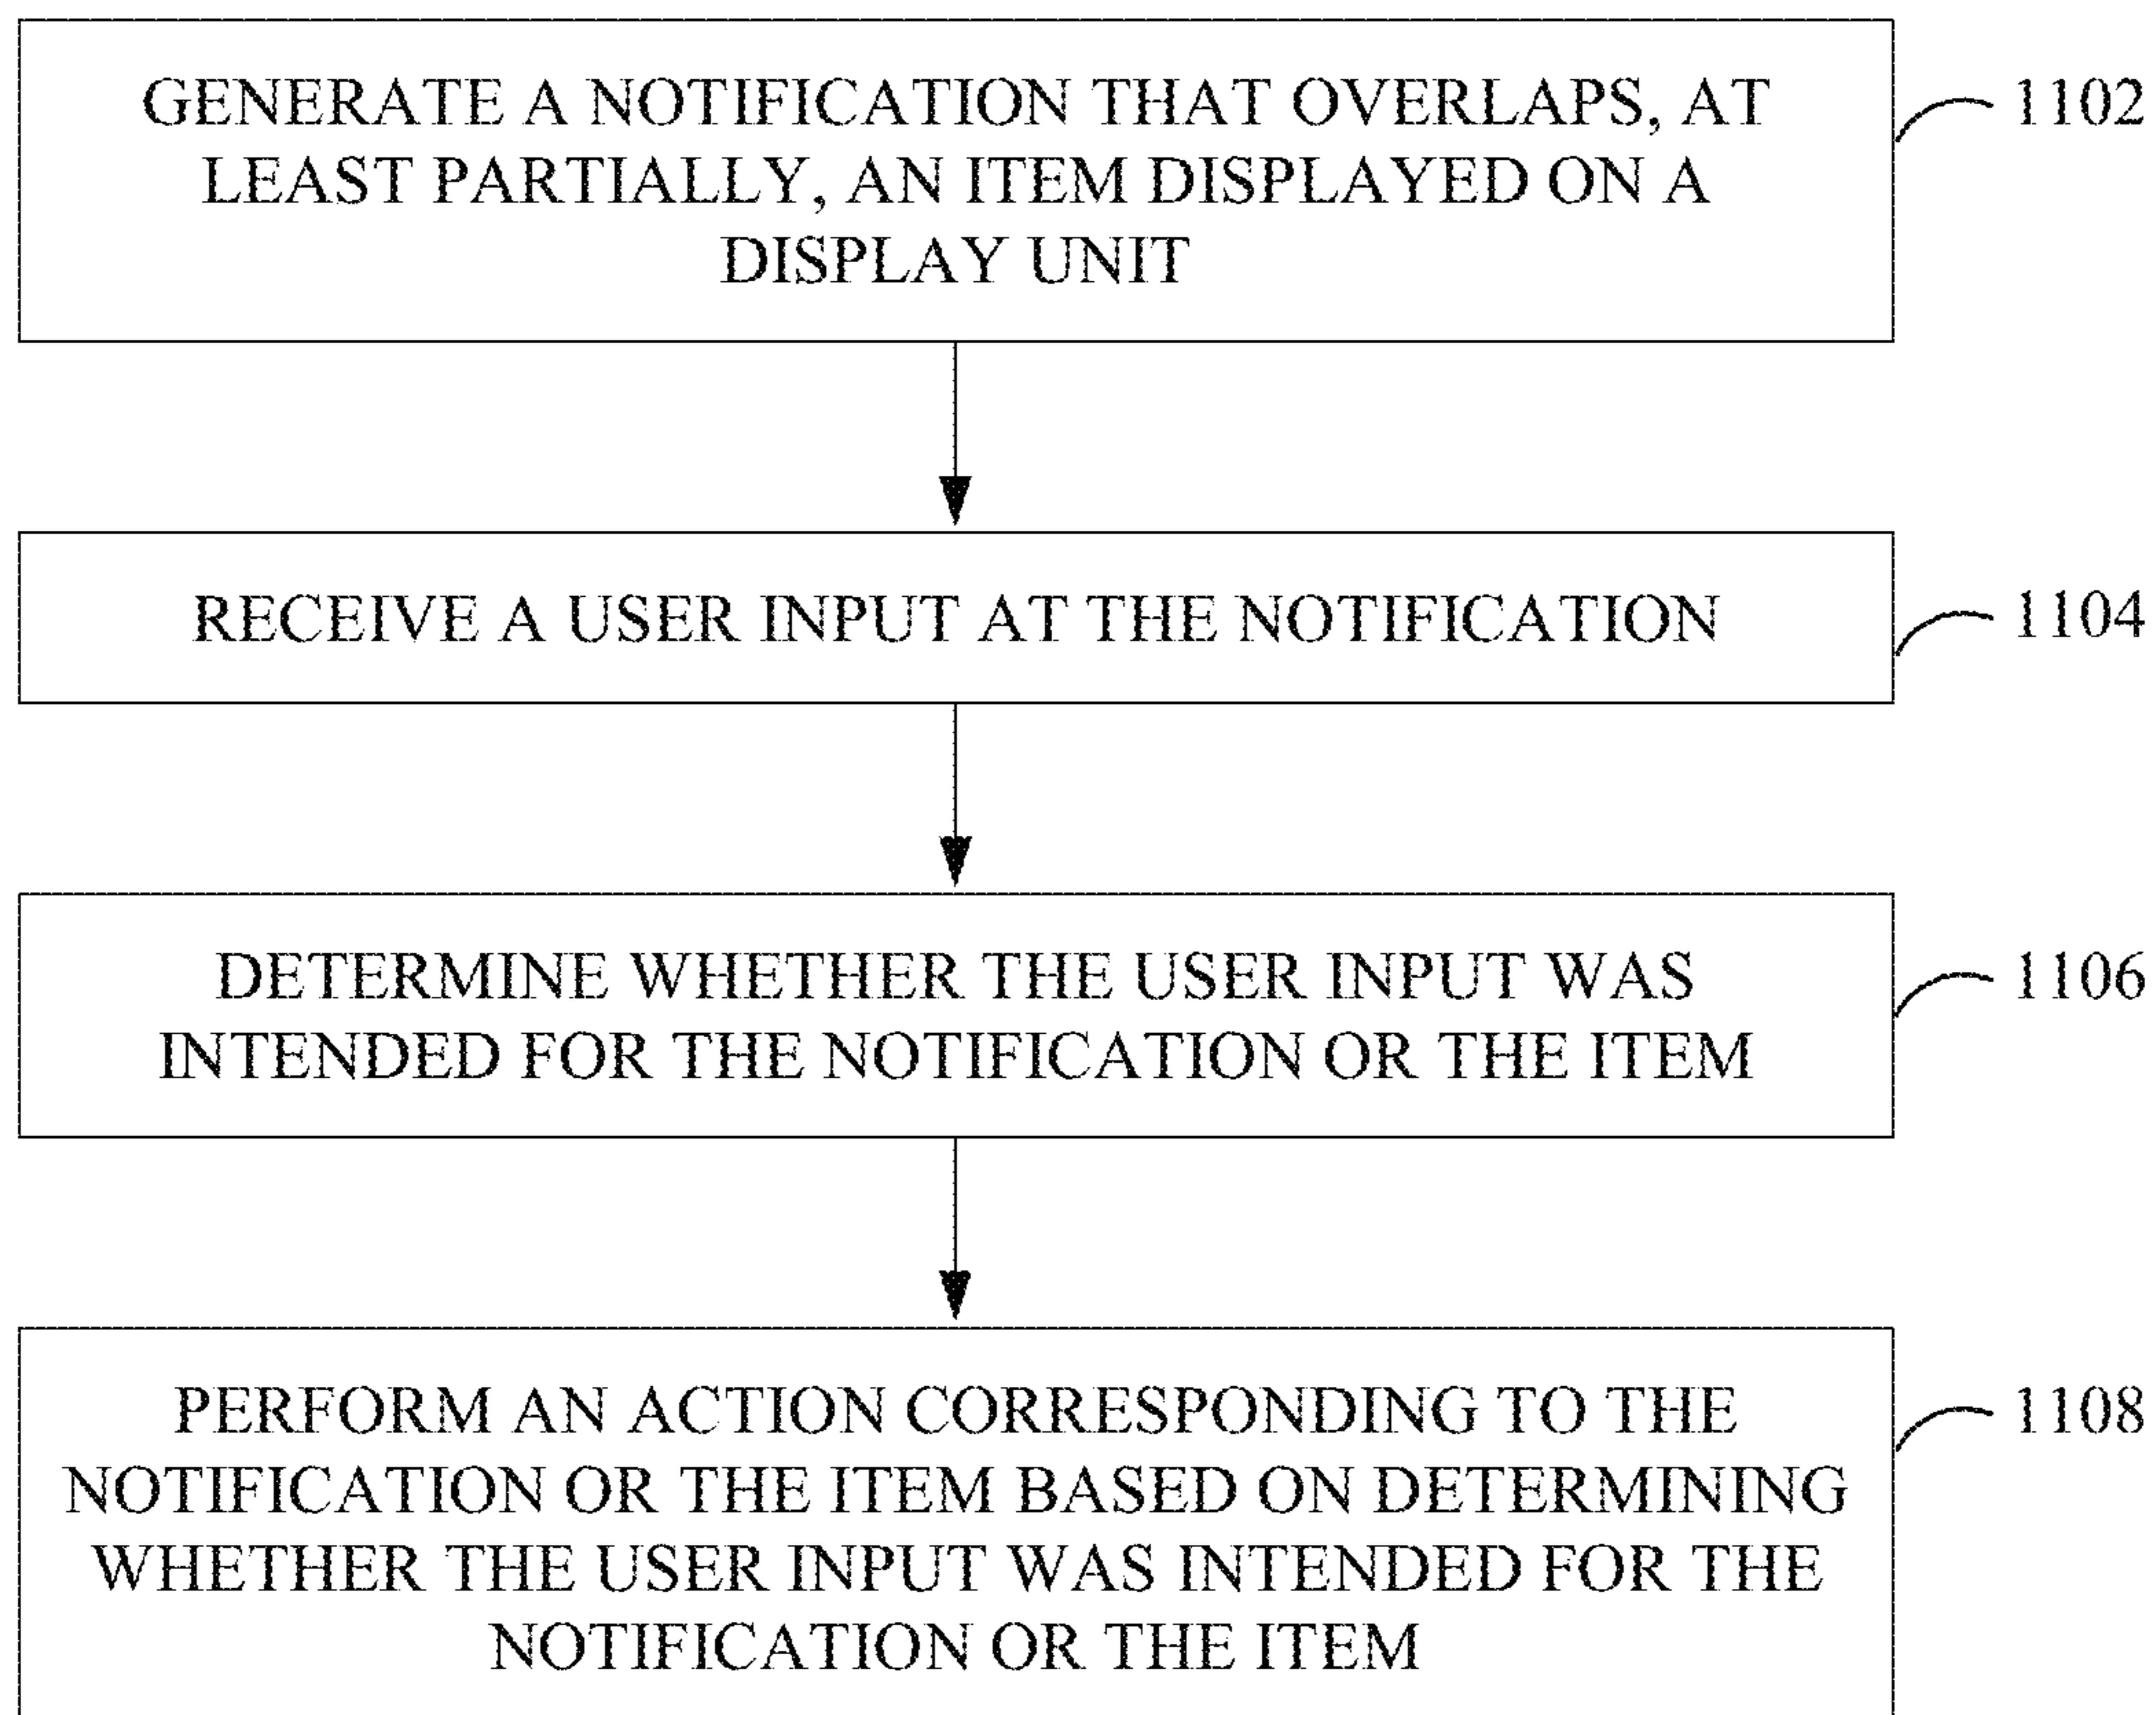 GENERATE A NOTIFICATION THAT OVERLAPS, AT
1102
LEAST PARTIALLY, AN ITEM DISPLAYED ON A
DISPLAY UNIT
RECEIVE A USER INPUT AT THE NOTIFICATION
1104
DETERMINE WHETHER THE USER INPUT WAS
1106
INTENDED FOR THE NOTIFICATION OR THE ITEM
PERFORM AN ACTION CORRESPONDING TO THE
1108
NOTIFICATION OR THE ITEM BASED ON DETERMINING
WHETHER THE USER INPUT WAS INTENDED FOR THE
NOTIFICATION OR THE ITEM